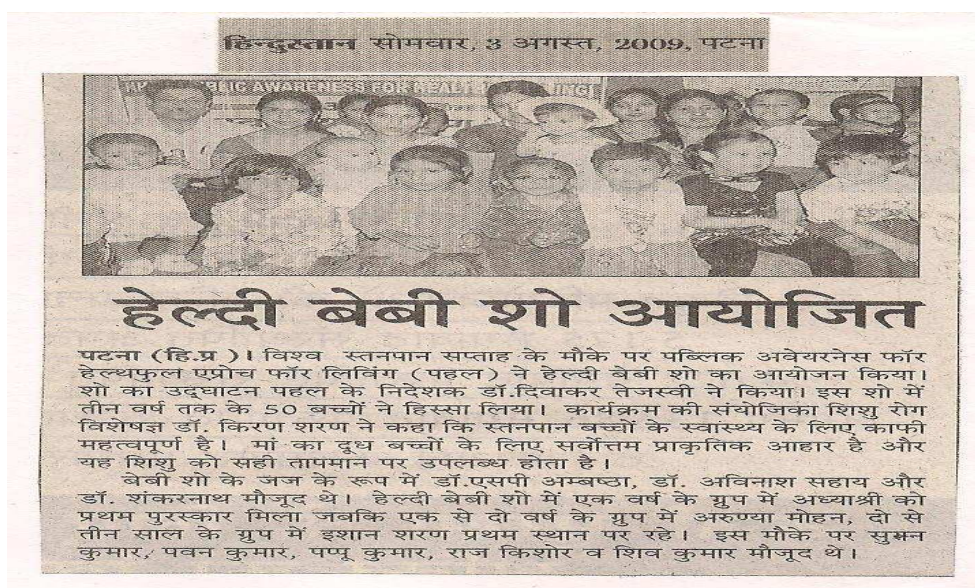 हिन्दुस्तान सोमवार, 3 अगस्त, 2009, पटना
BLIC AWARENESS FOR HEALTH
हेल्दी बेबी शो आयोजित
पटना (हि.प्र)। विश्व स्तनपान सप्ताह के मौके पर पब्लिक अवेयरनेस फॉर
हेल्थफुल एप्रोच फॉर लिविंग (पहल) ने हेल्दी बेबी शो का आयोजन किया।
शो का उद्घाटन पहल के निदेशक डॉ.दिवाकर तेजस्वी ने किया। इस शो में
तीन वर्ष तक के 50 बच्चों ने हिस्सा लिया। कार्यक्रम की संयोजिका शिशु रोग
विशेषज्ञ डॉ. किरण शरण ने कहा कि स्तनपान बच्चों के स्वास्थ्य के लिए काफी
महत्वपूर्ण है। मां का दूध बच्चों के लिए सर्वोत्तम प्राकृतिक आहार है और
यह शिशु को सही तापमान पर उपलब्ध होता है।
बेबी शो के जज के रूप में डॉ.एसपी अम्बष्ठा, डॉ. अविनाश सहाय और
डॉ. शंकरनाथ मौजूद थे। हेल्दी बेबी शो में एक वर्ष के ग्रुप में अध्याश्री को
प्रथम पुरस्कार मिला जबकि एक से दो वर्ष के ग्रुप में अरुण्या मोहन, दो से
तीन साल के ग्रुप में इशान शरण प्रथम स्थान पर रहे। इस मौके पर सुमन
कुमार, पवन कुमार, पप्पू कुमार, राज किशोर व शिव कुमार मौजूद थे।